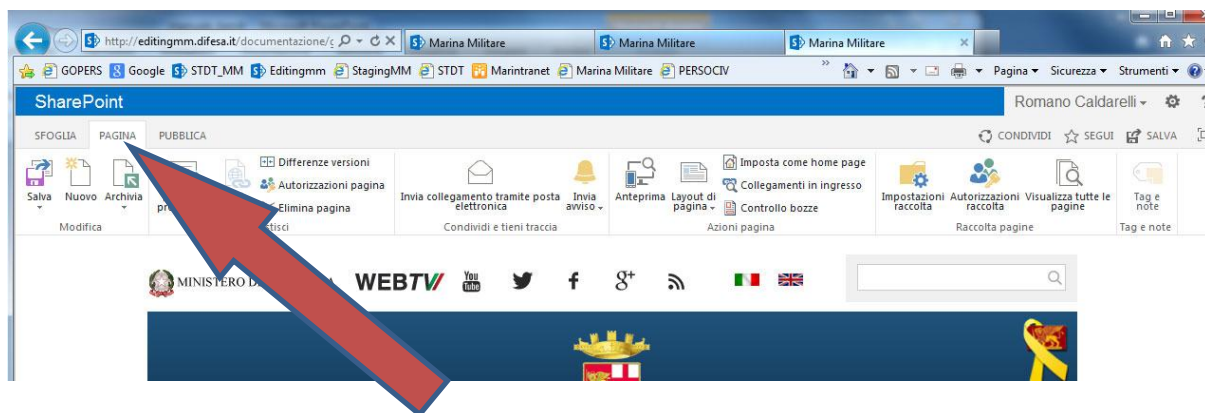 http://editingmm.difesa.it/documentazione/g
Marina Militare
Marina Militare
Marina Militare
GOPERS Google STDT_MM Editingmm StagingMM STDT Marintranet Marina Militare PERSOCIV
Pagina Sicurezza Strumenti
SharePoint
Romano Caldarelli
SFOGLIA PAGINA PUBBLICA
CONDIVIDI SEGUI SALVA
Salva Nuovo Archivia
Differenze versioni
Autorizzazioni pagina
Elimina pagina
Invia collegamento tramite posta elettronica
Invia avviso
Anteprima
Layout di pagina
Imposta come home page
Collegamenti in ingresso
Controllo bozze
Impostazioni raccolta
Autorizzazioni raccolta
Visualizza tutte le pagine
Tag e note
Modifica
Condividi e tieni traccia
Azioni pagina
Raccolta pagine
Tag e note
MINISTERO
WEBTV
You Tube
f
g+